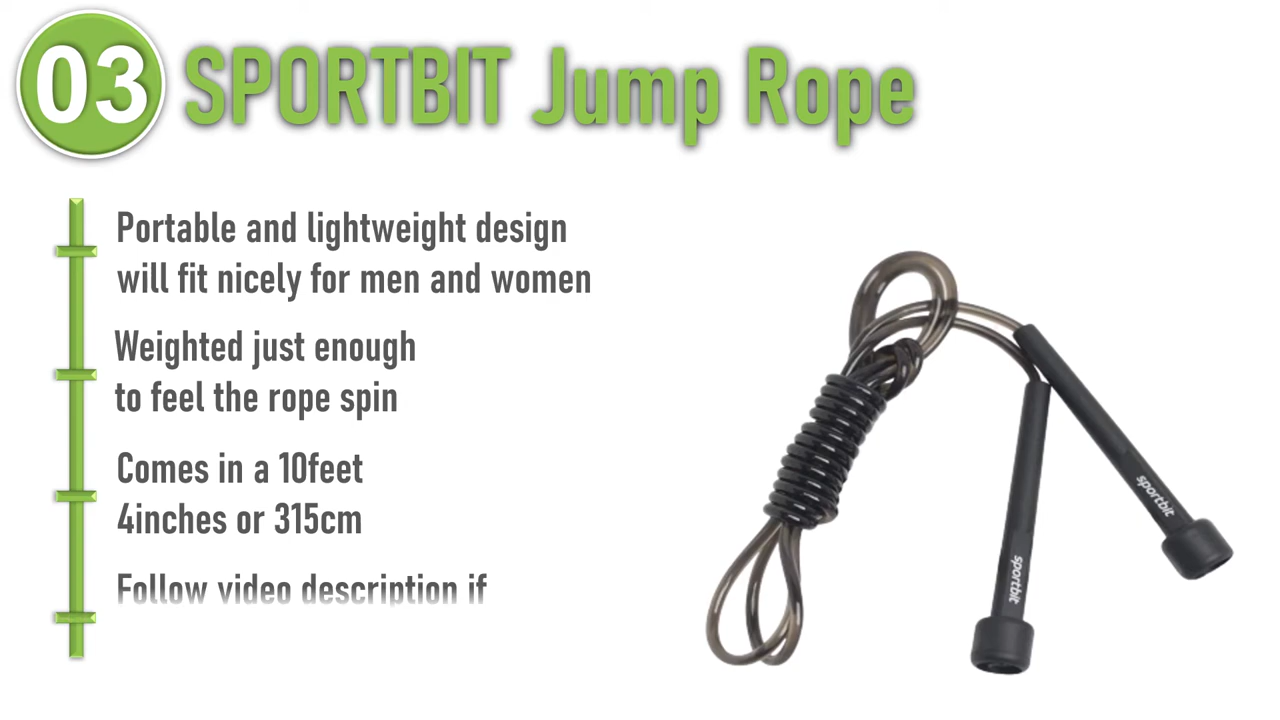 03 SPORTBIT Jump Rope
Portable and lightweight design
will fit nicely for men and women
Weighted just enough
to feel the rope spin
Comes in a 10feet
4inches or 315cm
Follow video description if
sportbit
sportbit